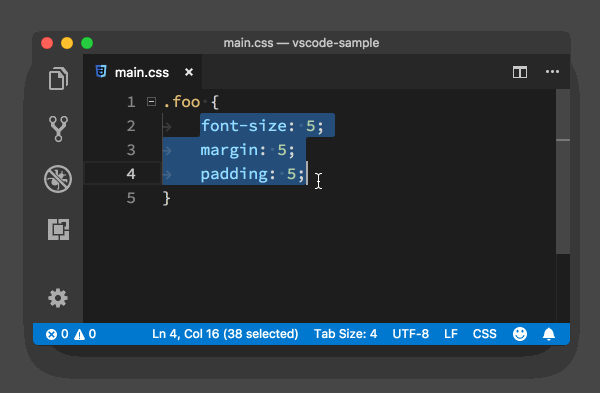 main.css — vscode-sample
main.css ×
1 .foo {
2 font-size: 5;
3 margin: 5;
4 padding: 5;
5 }
0 0 Ln 4, Col 16 (38 selected) Tab Size: 4 UTF-8 LF CSS